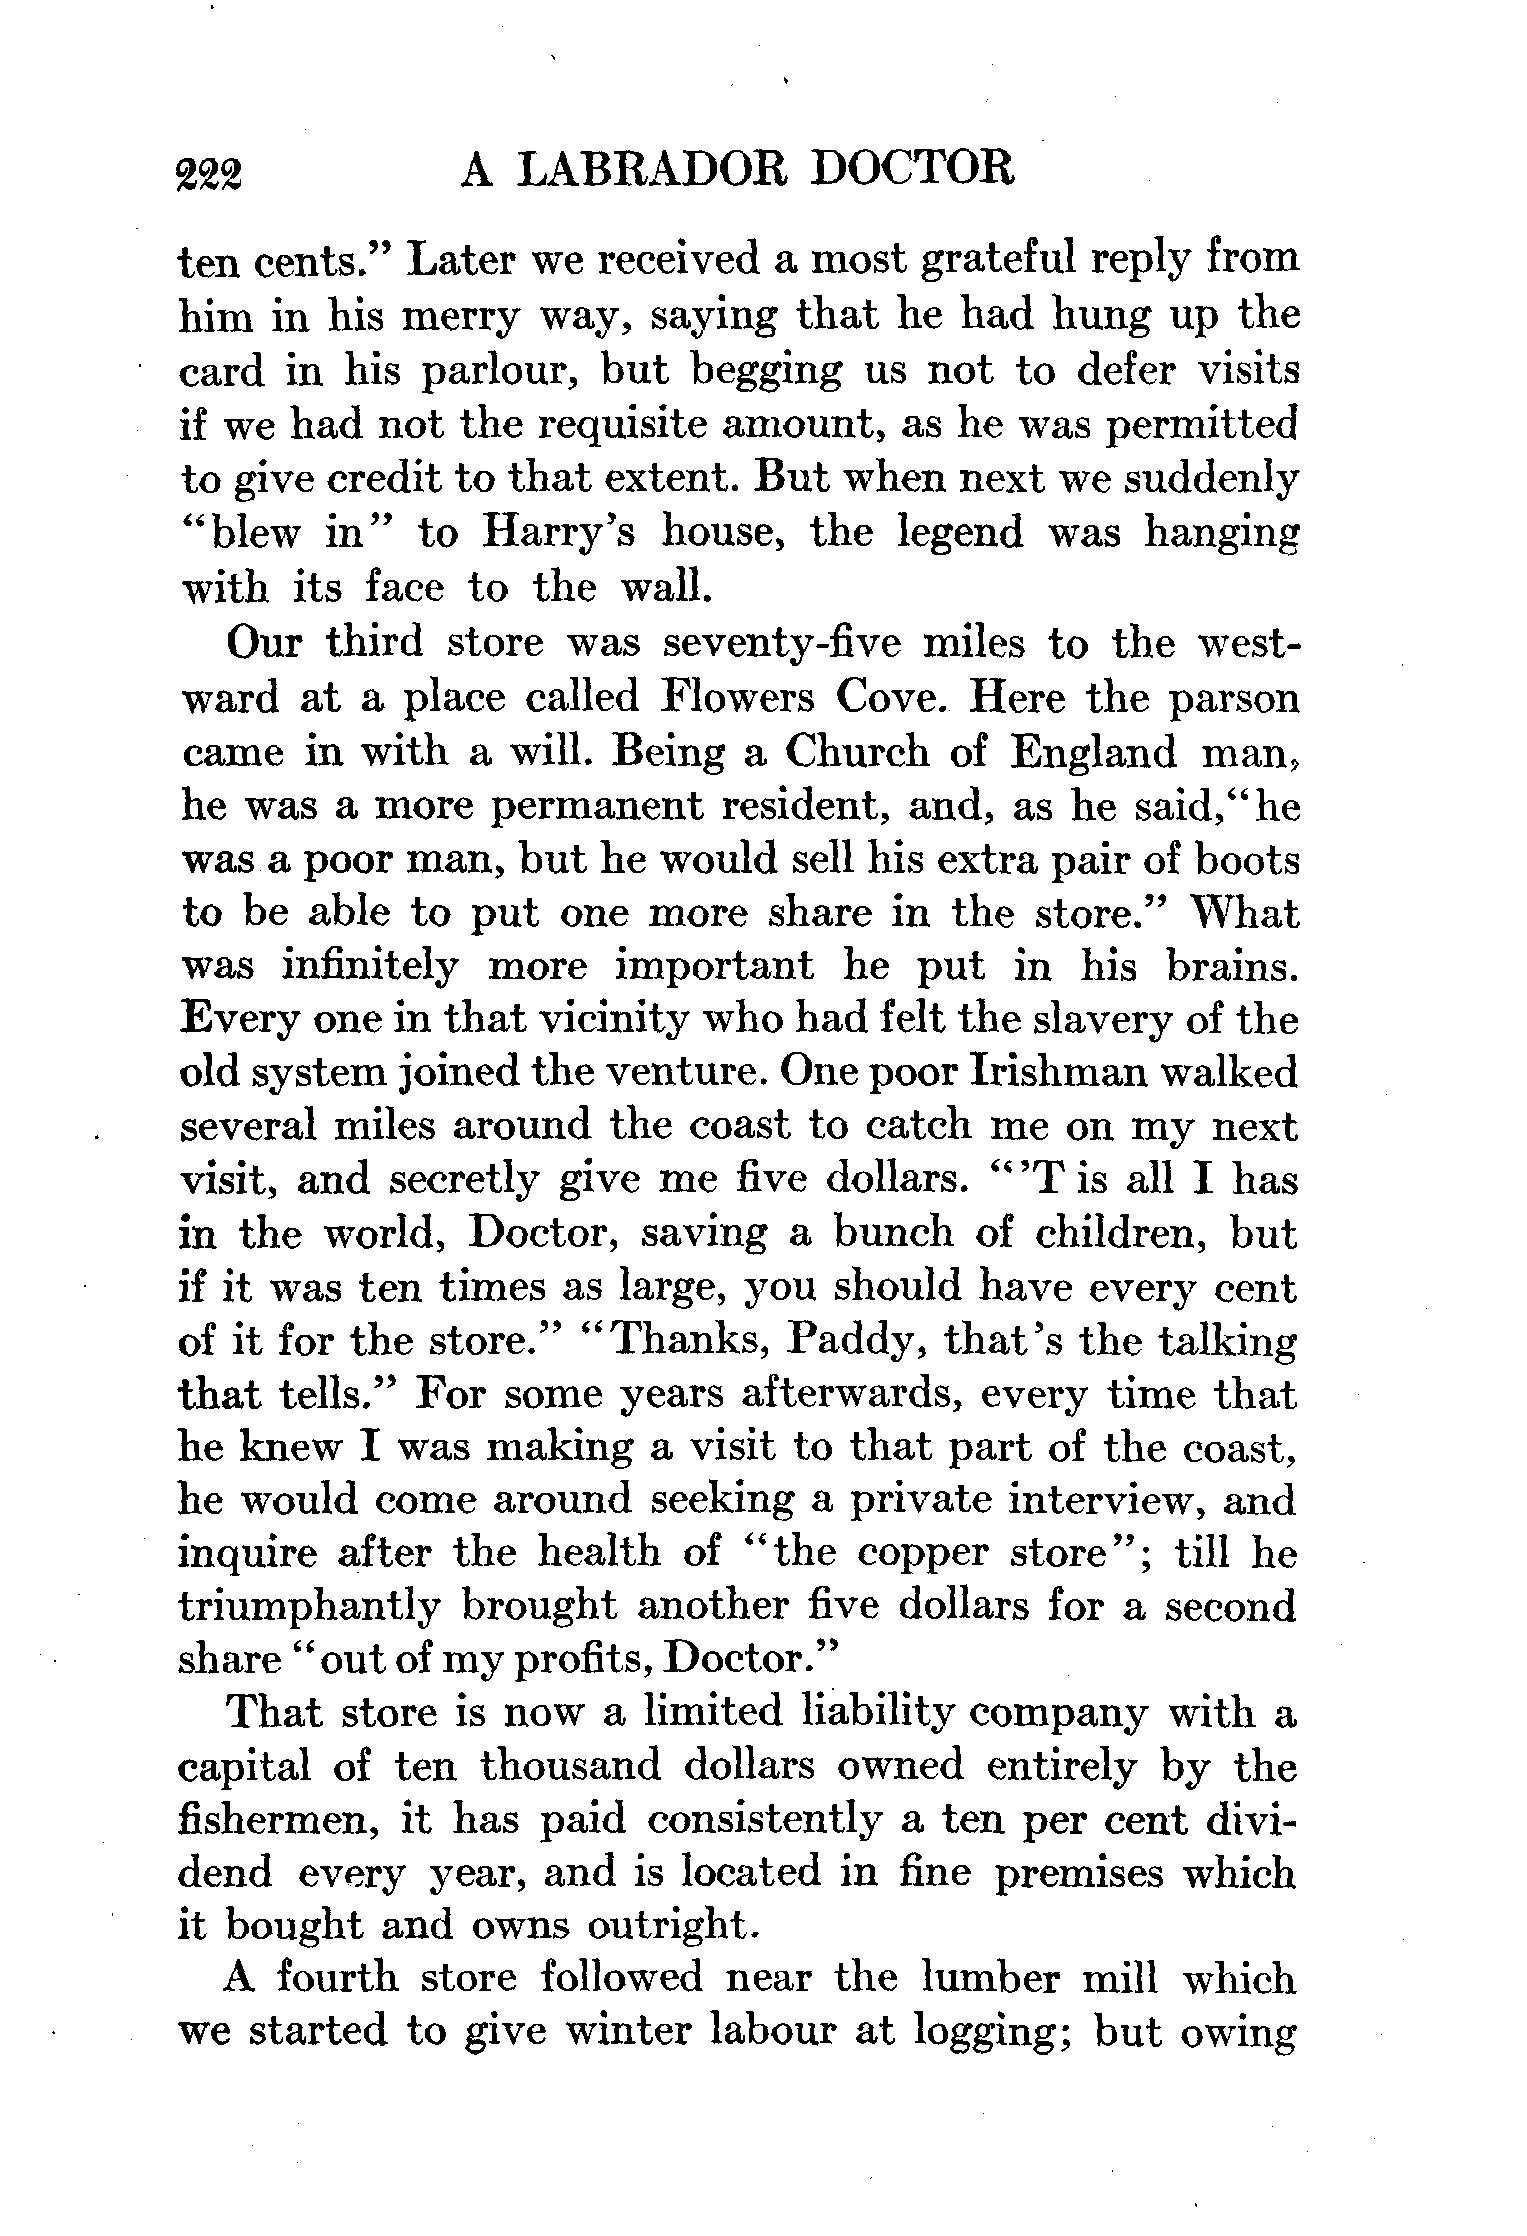 222 A LABRADOR DOCTOR
ten cents." Later we received a most grateful reply from
him in his merry way, saying that he had hung up the
card in his parlour, but begging us not to defer visits
if we had not the requisite amount, as he was permitted
to give credit to that extent. But when next we suddenly
"blew in" to Harry's house, the legend was hanging
with its face to the wall.
Our third store was seventy-five miles to the west-
ward at a place called Flowers Cove. Here the parson
came in with a will. Being a Church of England man,
he was a more permanent resident, and, as he said,"he
was a poor man, but he would sell his extra pair of boots
to be able to put one more share in the store." What
was infinitely more important he put in his brains.
Every one in that vicinity who had felt the slavery of the
old system joined the venture. One poor Irishman walked
several miles around the coast to catch me on my next
visit, and secretly give me five dollars. "'T is all I has
in the world, Doctor, saving a bunch of children, but
if it was ten times as large, you should have every cent
of it for the store." "Thanks, Paddy, that's the talking
that tells." For some years afterwards, every time that
he knew I was making a visit to that part of the coast,
he would come around seeking a private interview, and
inquire after the health of "the copper store"; till he
triumphantly brought another five dollars for a second
share "out of my profits, Doctor."
That store is now a limited liability company with a
capital of ten thousand dollars owned entirely by the
fishermen, it has paid consistently a ten per cent divi-
dend every year, and is located in fine premises which
it bought and owns outright.
A fourth store followed near the lumber mill which
we started to give winter labour at logging; but owing